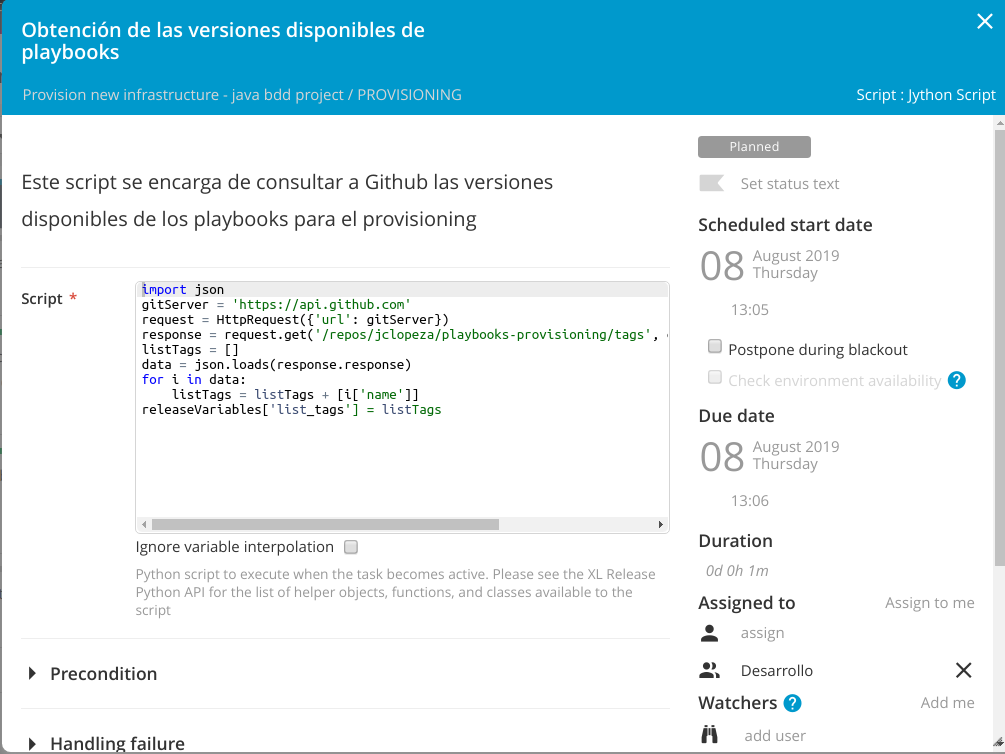 Obtención de las versiones disponibles de
playbooks
Provision new infrastructure - java bdd project / PROVISIONING
Script : Jython Script
Este script se encarga de consultar a Github las versiones
disponibles de los playbooks para el provisioning
Script *
import json
gitServer = 'https://api.github.com'
request = HttpRequest({'url': gitServer})
response = request.get('/repos/jclopeza/playbooks-provisioning/tags',
listTags = []
data = json.loads(response.response)
for i in data:
    listTags = listTags + [i['name']]
releaseVariables['list_tags'] = listTags
Ignore variable interpolation
Python script to execute when the task becomes active. Please see the XL Release
Python API for the list of helper objects, functions, and classes available to the
script
Precondition
Handling failure
Planned
Set status text
Scheduled start date
08 August 2019
Thursday
13:05
Postpone during blackout
Check environment availability ?
Due date
08 August 2019
Thursday
13:06
Duration
0d 0h 1m
Assigned to Assign to me
assign
Desarrollo
Watchers ? Add me
add user